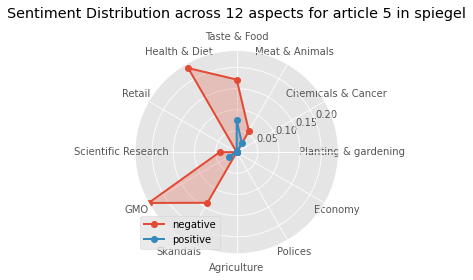 Sentiment Distribution across 12 aspects for article 5 in spiegel
Taste & Food
Health & Diet
Meat & Animals
Retail
Chemicals & Cancer
0.20
0.15
0.10
0.05
Scientific Research
Planting & gardening
GMO
Economy
negative
positive
Skandals
Polices
Agriculture